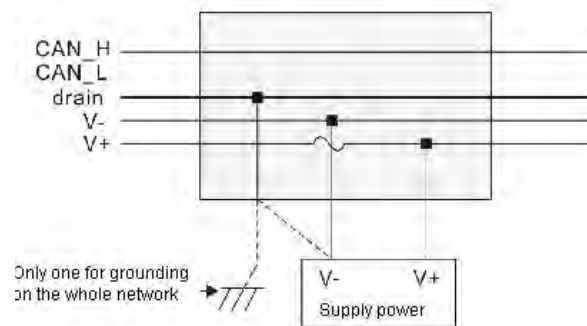 CAN_H
CAN_L
drain
V-
V+
Only one for grounding
on the whole network
V- V+
Supply power